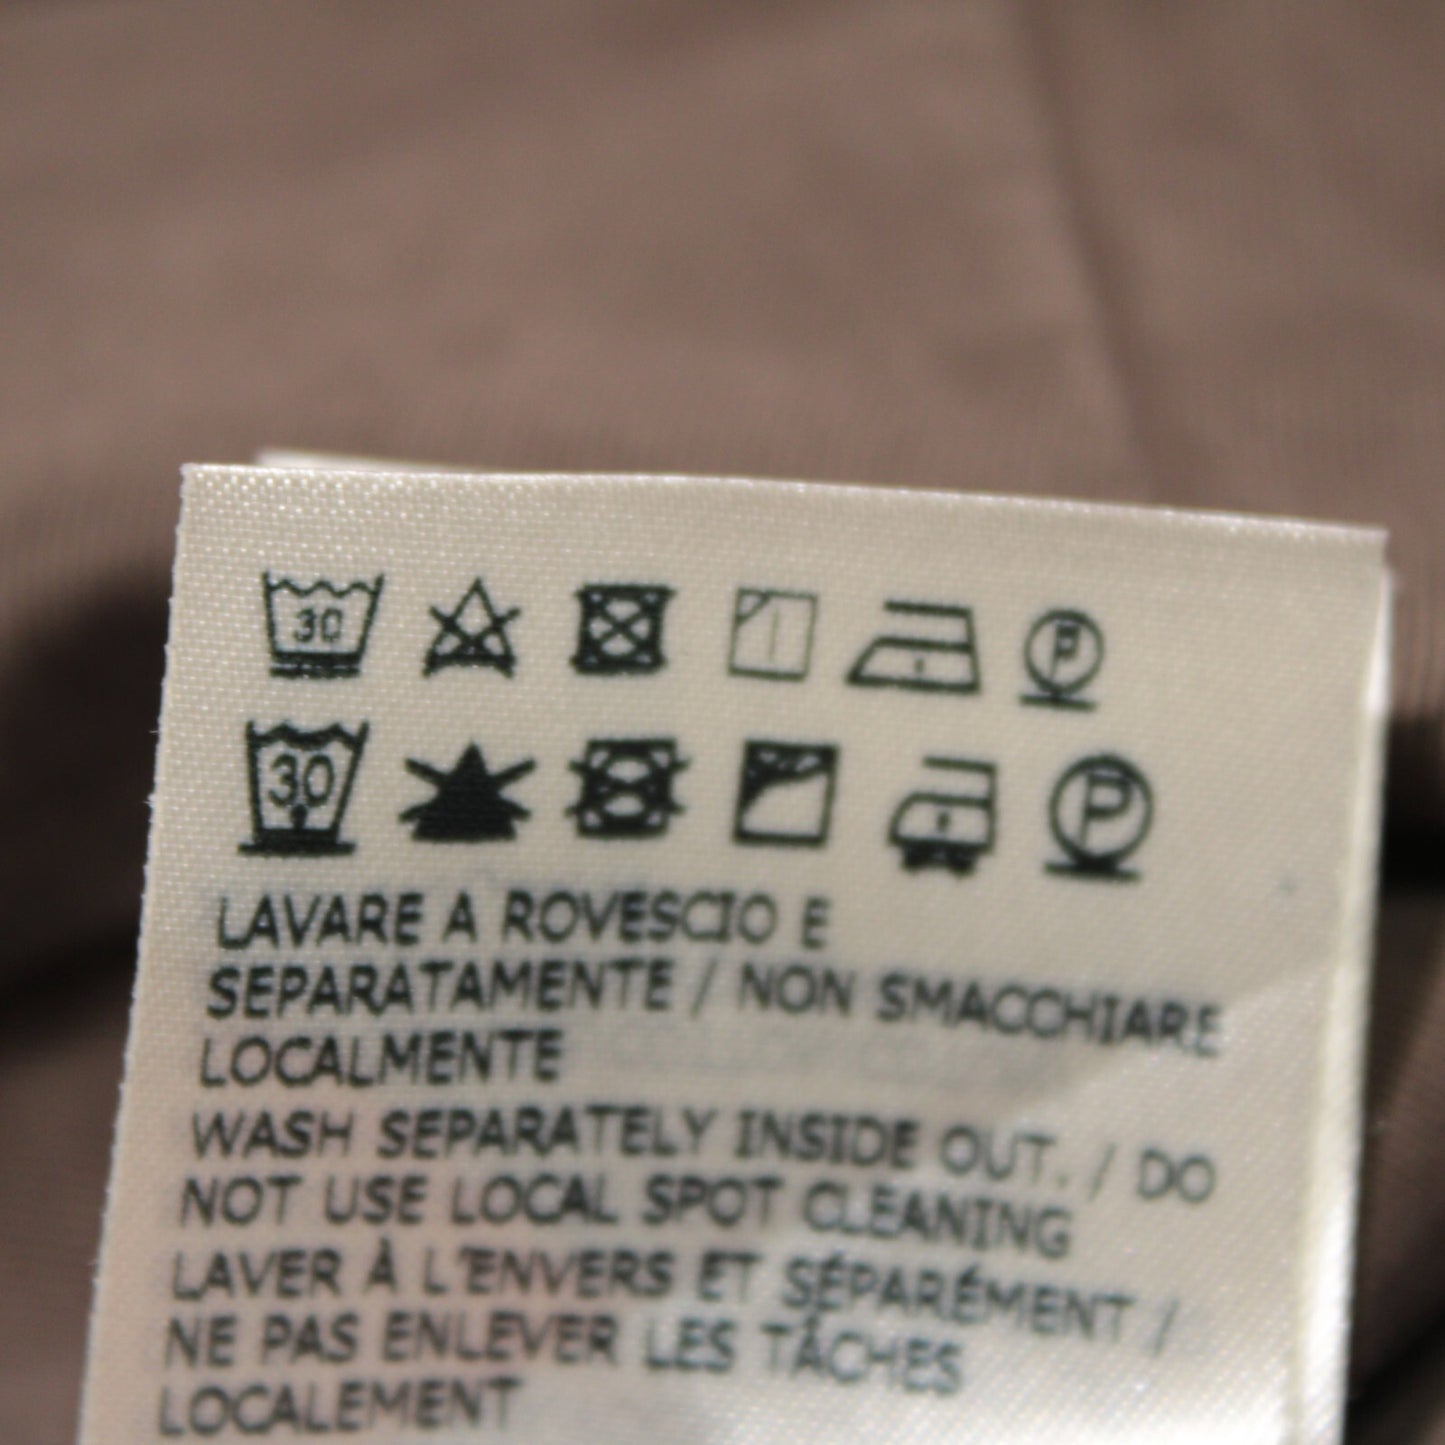 30 P
30 P
LAVARE A ROVESCIO E
SEPARATAMENTE / NON SMACCHIARE
LOCALMENTE
WASH SEPARATELY INSIDE OUT. / DO
NOT USE LOCAL SPOT CLEANING
LAVER À L'ENVERS ET SÉPARÉMENT /
NE PAS ENLEVER LES TÂCHES
LOCALEMENT